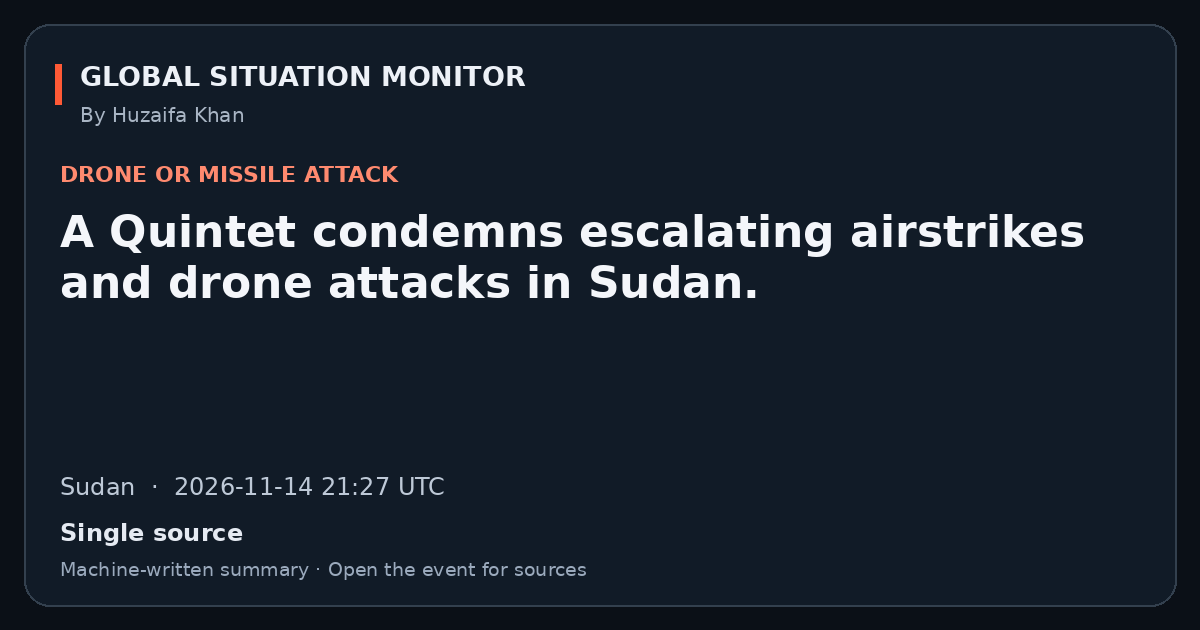 GLOBAL SITUATION MONITOR
By Huzaifa Khan
DRONE OR MISSILE ATTACK
A Quintet condemns escalating airstrikes
and drone attacks in Sudan.
Sudan · 2026-11-14 21:27 UTC
Single source
Machine-written summary · Open the event for sources